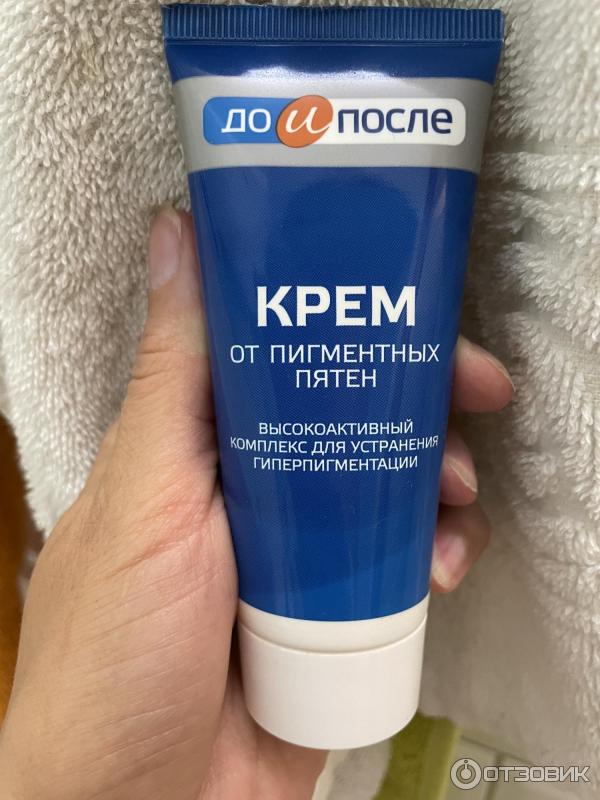 до и после
КРЕМ
ОТ ПИГМЕНТНЫХ
ПЯТЕН
ВЫСОКОАКТИВНЫЙ
КОМПЛЕКС ДЛЯ УСТРАНЕНИЯ
ГИПЕРПИГМЕНТАЦИИ
ОТЗОВИК